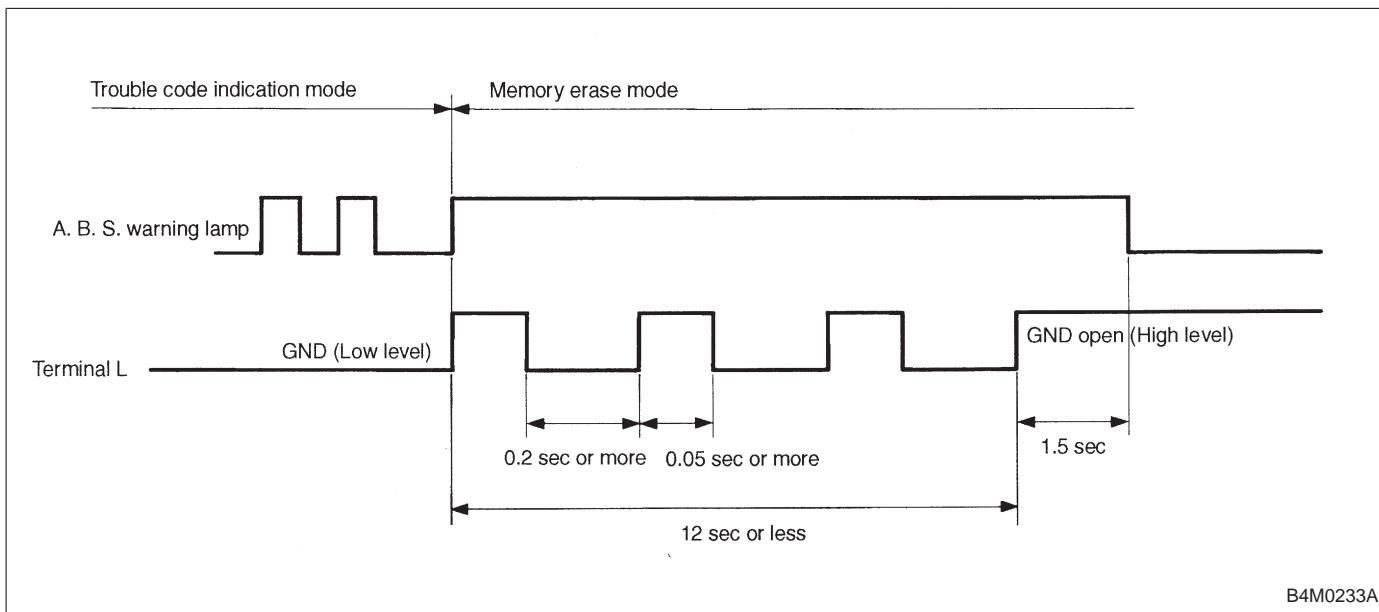 Trouble code indication mode
Memory erase mode
A. B. S. warning lamp
GND (Low level)
GND open (High level)
Terminal L
0.2 sec or more
0.05 sec or more
1.5 sec
12 sec or less
B4M0233A